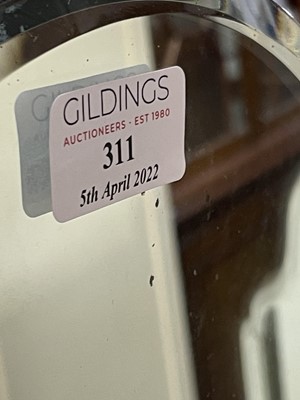 GILDINGS
AUCTIONEERS - EST 1980
311
5th April 2022